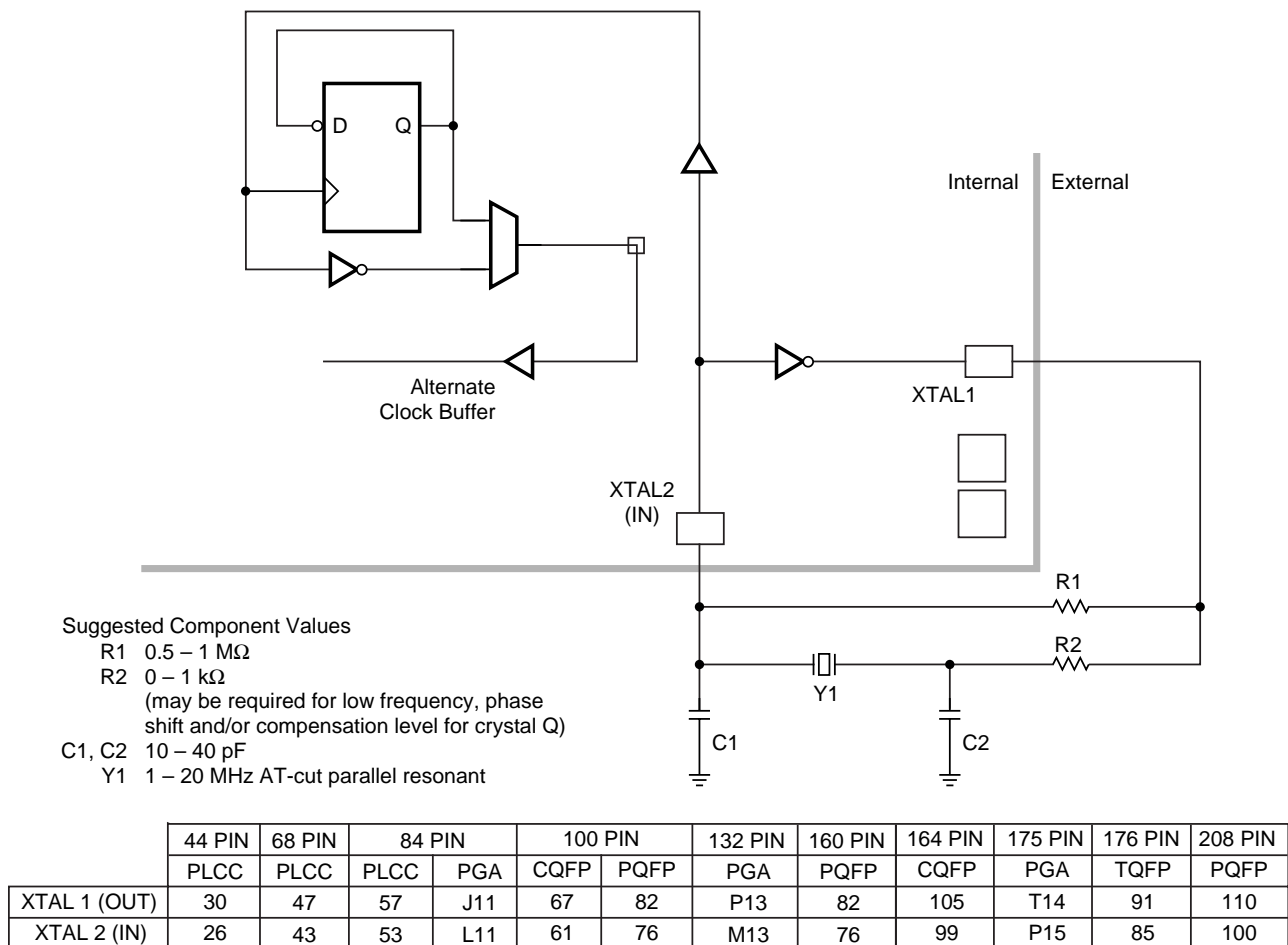 D Q
Internal External
Alternate
Clock Buffer
XTAL1
XTAL2
(IN)
R1
R2
Y1
C1
C2
Suggested Component Values
R1 0.5 – 1 MΩ
R2 0 – 1 kΩ
(may be required for low frequency, phase
shift and/or compensation level for crystal Q)
C1, C2 10 – 40 pF
Y1 1 – 20 MHz AT-cut parallel resonant
44 PIN 68 PIN 84 PIN 100 PIN 132 PIN 160 PIN 164 PIN 175 PIN 176 PIN 208 PIN
PLCC PLCC PLCC PGA CQFP PQFP PGA PQFP CQFP PGA TQFP PQFP
XTAL 1 (OUT) 30 47 57 J11 67 82 P13 82 105 T14 91 110
XTAL 2 (IN) 26 43 53 L11 61 76 M13 76 99 P15 85 100